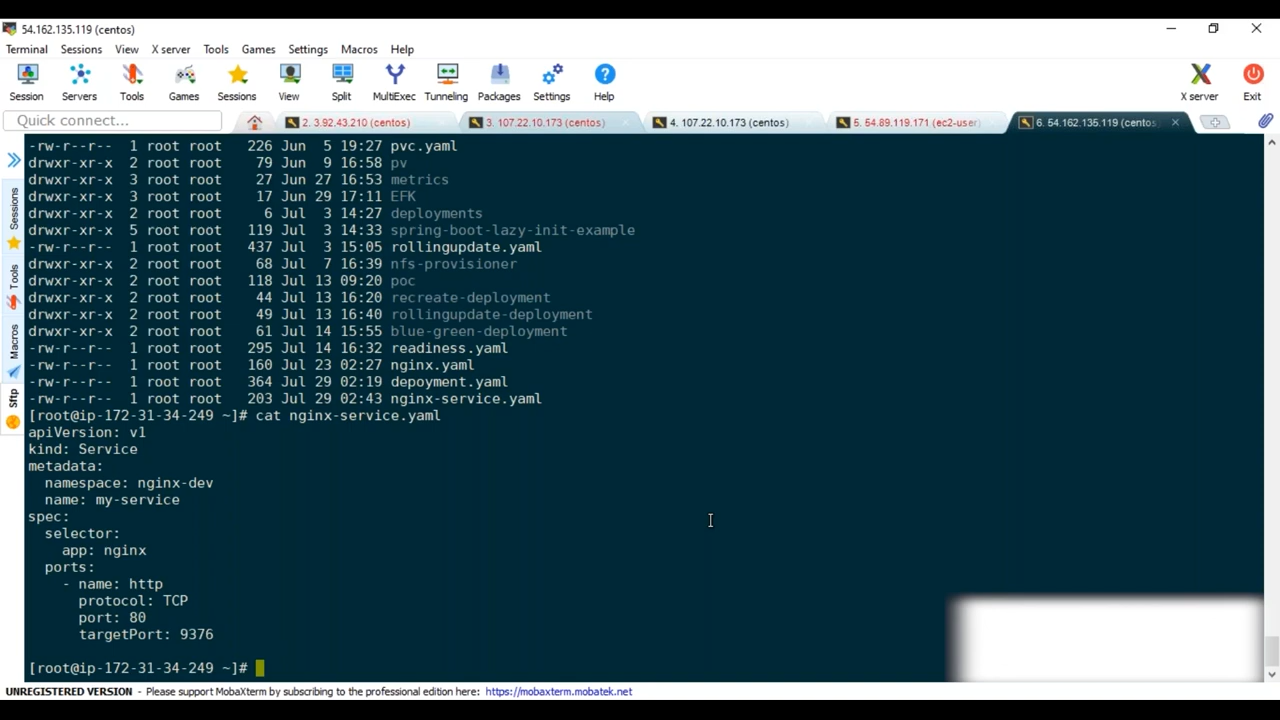 54.162.135.119 (centos)
Terminal Sessions View X server Tools Games Settings Macros Help
Session Servers Tools Games Sessions View Split MultiExec Tunneling Packages Settings Help X server Exit
Quick connect... 2. 3.92.43.210 (centos) 3. 107.22.10.173 (centos) 4. 107.22.10.173 (centos) 5. 54.89.119.171 (ec2-user) 6. 54.162.135.119 (centos)
Sessions
Tools
Macros
Sftp
-rw-r--r-- 1 root root 226 Jun 5 19:27 pvc.yaml
drwxr-xr-x 2 root root 79 Jun 9 16:58 pv
drwxr-xr-x 3 root root 27 Jun 27 16:53 metrics
drwxr-xr-x 3 root root 17 Jun 29 17:11 EFK
drwxr-xr-x 2 root root 6 Jul 3 14:27 deployments
drwxr-xr-x 5 root root 119 Jul 3 14:33 spring-boot-lazy-init-example
-rw-r--r-- 1 root root 437 Jul 3 15:05 rollingupdate.yaml
drwxr-xr-x 2 root root 68 Jul 7 16:39 nfs-provisioner
drwxr-xr-x 2 root root 118 Jul 13 09:20 poc
drwxr-xr-x 2 root root 44 Jul 13 16:20 recreate-deployment
drwxr-xr-x 2 root root 49 Jul 13 16:40 rollingupdate-deployment
drwxr-xr-x 2 root root 61 Jul 14 15:55 blue-green-deployment
-rw-r--r-- 1 root root 295 Jul 14 16:32 readiness.yaml
-rw-r--r-- 1 root root 160 Jul 23 02:27 nginx.yaml
-rw-r--r-- 1 root root 364 Jul 29 02:19 depoyment.yaml
-rw-r--r-- 1 root root 203 Jul 29 02:43 nginx-service.yaml
[root@ip-172-31-34-249 ~]# cat nginx-service.yaml
apiVersion: v1
kind: Service
metadata:
  namespace: nginx-dev
  name: my-service
spec:
  selector:
    app: nginx
  ports:
    - name: http
      protocol: TCP
      port: 80
      targetPort: 9376
[root@ip-172-31-34-249 ~]#
UNREGISTERED VERSION - Please support MobaXterm by subscribing to the professional edition here: https://mobaxterm.mobatek.net